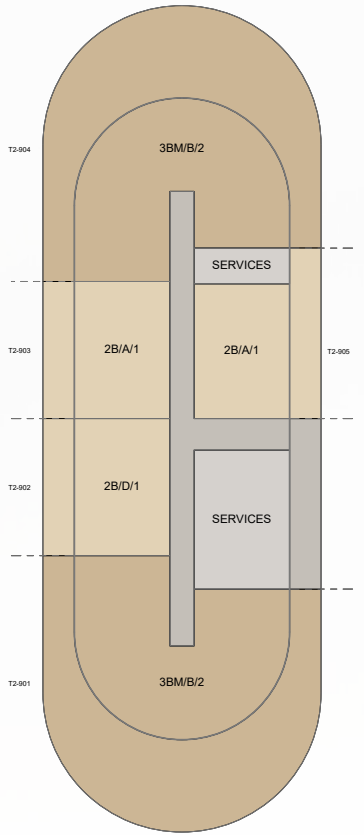 T2-904
3BM/B/2
SERVICES
T2-903
2B/A/1
2B/A/1
T2-905
T2-902
2B/D/1
SERVICES
T2-901
3BM/B/2